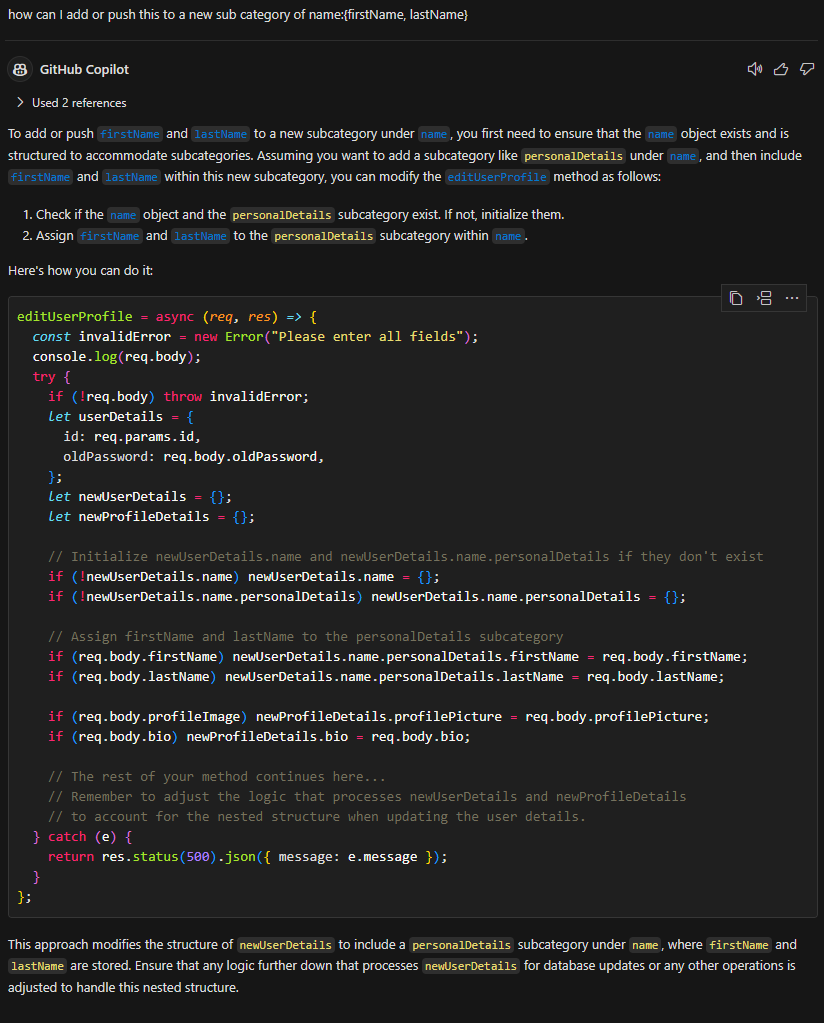 how can I add or push this to a new sub category of name:{firstName, lastName}
GitHub Copilot
Used 2 references
To add or push firstName and lastName to a new subcategory under name, you first need to ensure that the name object exists and is
structured to accommodate subcategories. Assuming you want to add a subcategory like personalDetails under name, and then include
firstName and lastName within this new subcategory, you can modify the editUserProfile method as follows:
1. Check if the name object and the personalDetails subcategory exist. If not, initialize them.
2. Assign firstName and lastName to the personalDetails subcategory within name.
Here's how you can do it:
editUserProfile = async (req, res) => {
  const invalidError = new Error("Please enter all fields");
  console.log(req.body);
  try {
    if (!req.body) throw invalidError;
    let userDetails = {
      id: req.params.id,
      oldPassword: req.body.oldPassword,
    };
    let newUserDetails = {};
    let newProfileDetails = {};
    // Initialize newUserDetails.name and newUserDetails.name.personalDetails if they don't exist
    if (!newUserDetails.name) newUserDetails.name = {};
    if (!newUserDetails.name.personalDetails) newUserDetails.name.personalDetails = {};
    // Assign firstName and lastName to the personalDetails subcategory
    if (req.body.firstName) newUserDetails.name.personalDetails.firstName = req.body.firstName;
    if (req.body.lastName) newUserDetails.name.personalDetails.lastName = req.body.lastName;
    if (req.body.profileImage) newProfileDetails.profilePicture = req.body.profilePicture;
    if (req.body.bio) newProfileDetails.bio = req.body.bio;
    // The rest of your method continues here...
    // Remember to adjust the logic that processes newUserDetails and newProfileDetails
    // to account for the nested structure when updating the user details.
  } catch (e) {
    return res.status(500).json({ message: e.message });
  }
};
This approach modifies the structure of newUserDetails to include a personalDetails subcategory under name, where firstName and
lastName are stored. Ensure that any logic further down that processes newUserDetails for database updates or any other operations is
adjusted to handle this nested structure.